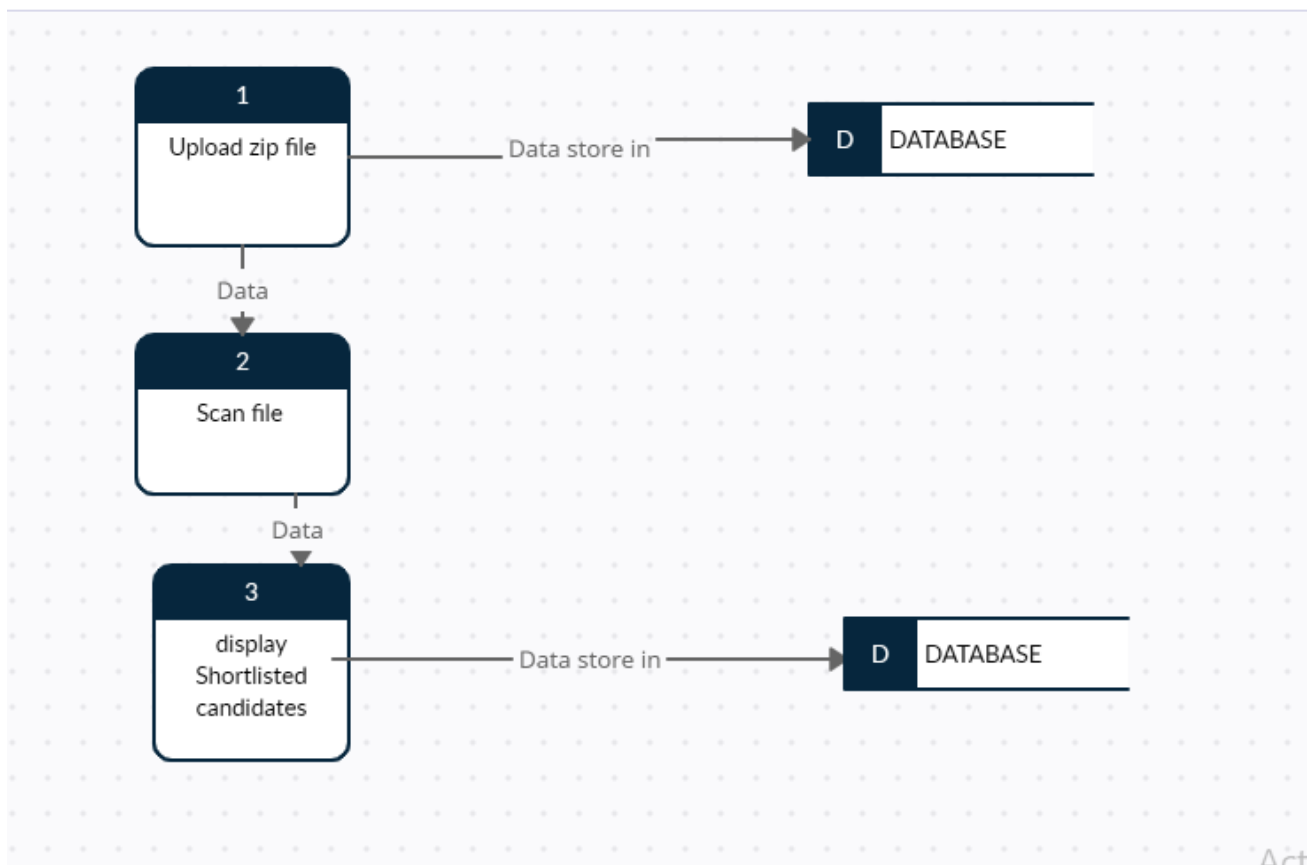 1
Upload zip file
Data store in
D
DATABASE
Data
2
Scan file
Data
3
display
Shortlisted
candidates
Data store in
D
DATABASE